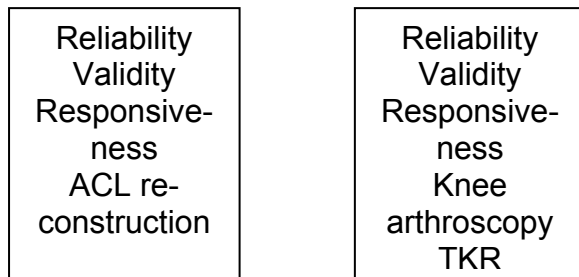 Reliability
Validity
Responsive-
ness
ACL re-
construction
Reliability
Validity
Responsive-
ness
Knee
arthroscopy
TKR